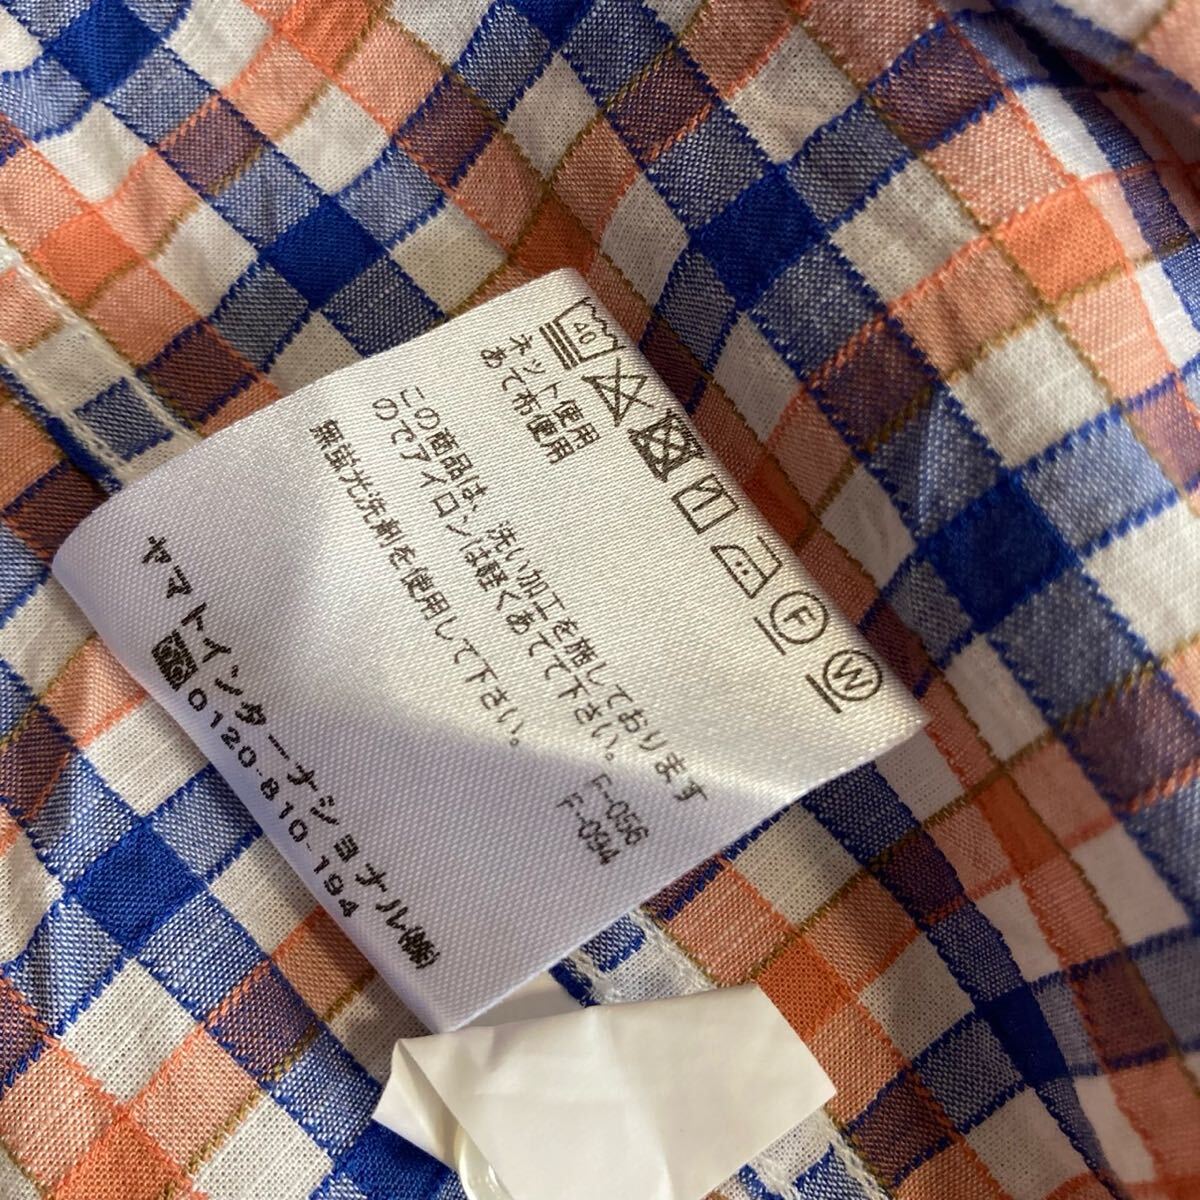 40
F
W
ネット使用
あて布使用
この商品は、洗い加工を施しております
のでアイロンは軽くあてて下さい。 F-056
無蛍光洗剤を使用して下さい。 F-094
ヤマトインターナショナル(株)
0120-810-194